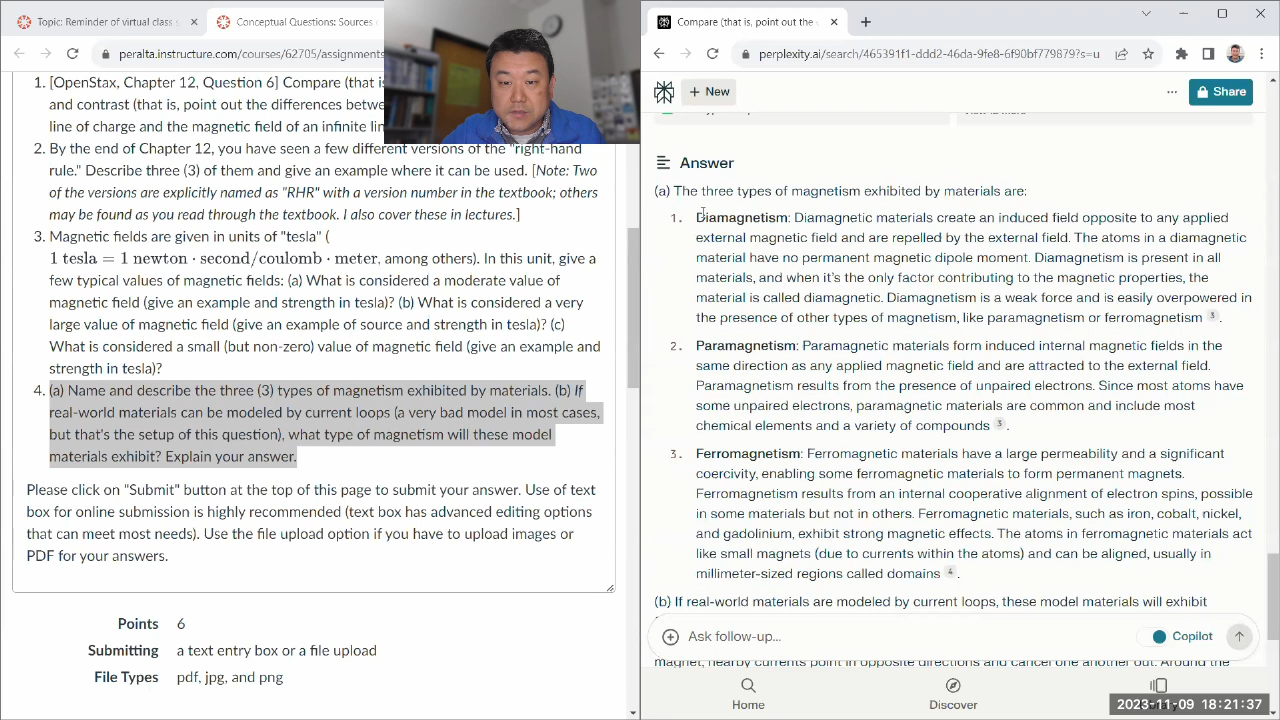 Topic: Reminder of virtual class s
Conceptual Questions: Sources
Compare (that is, point out the
peralta.instructure.com/courses/62705/assignments
perplexity.ai/search/465391f1-ddd2-46da-9fe8-6f90bf779879?s=u
1. [OpenStax, Chapter 12, Question 6] Compare (that is
and contrast (that is, point out the differences betw
line of charge and the magnetic field of an infinite lin
2. By the end of Chapter 12, you have seen a few different versions of the "right-hand
rule." Describe three (3) of them and give an example where it can be used. [Note: Two
of the versions are explicitly named as "RHR" with a version number in the textbook; others
may be found as you read through the textbook. I also cover these in lectures.]
3. Magnetic fields are given in units of "tesla" (
1 tesla = 1 newton · second/coulomb · meter, among others). In this unit, give a
few typical values of magnetic fields: (a) What is considered a moderate value of
magnetic field (give an example and strength in tesla)? (b) What is considered a very
large value of magnetic field (give an example of source and strength in tesla)? (c)
What is considered a small (but non-zero) value of magnetic field (give an example and
strength in tesla)?
4. (a) Name and describe the three (3) types of magnetism exhibited by materials. (b) If
real-world materials can be modeled by current loops (a very bad model in most cases,
but that's the setup of this question), what type of magnetism will these model
materials exhibit? Explain your answer.
Please click on "Submit" button at the top of this page to submit your answer. Use of text
box for online submission is highly recommended (text box has advanced editing options
that can meet most needs). Use the file upload option if you have to upload images or
PDF for your answers.
Points 6
Submitting a text entry box or a file upload
File Types pdf, jpg, and png
+ New
Share
Answer
(a) The three types of magnetism exhibited by materials are:
1. Diamagnetism: Diamagnetic materials create an induced field opposite to any applied
external magnetic field and are repelled by the external field. The atoms in a diamagnetic
material have no permanent magnetic dipole moment. Diamagnetism is present in all
materials, and when it's the only factor contributing to the magnetic properties, the
material is called diamagnetic. Diamagnetism is a weak force and is easily overpowered in
the presence of other types of magnetism, like paramagnetism or ferromagnetism 3 .
2. Paramagnetism: Paramagnetic materials form induced internal magnetic fields in the
same direction as any applied magnetic field and are attracted to the external field.
Paramagnetism results from the presence of unpaired electrons. Since most atoms have
some unpaired electrons, paramagnetic materials are common and include most
chemical elements and a variety of compounds 3 .
3. Ferromagnetism: Ferromagnetic materials have a large permeability and a significant
coercivity, enabling some ferromagnetic materials to form permanent magnets.
Ferromagnetism results from an internal cooperative alignment of electron spins, possible
in some materials but not in others. Ferromagnetic materials, such as iron, cobalt, nickel,
and gadolinium, exhibit strong magnetic effects. The atoms in ferromagnetic materials act
like small magnets (due to currents within the atoms) and can be aligned, usually in
millimeter-sized regions called domains 4 .
(b) If real-world materials are modeled by current loops, these model materials will exhibit
Ask follow-up...
Copilot
magnet, nearby currents point in opposite directions and cancel one another out. Around the
Home
Discover
2023-11-09 18:21:37